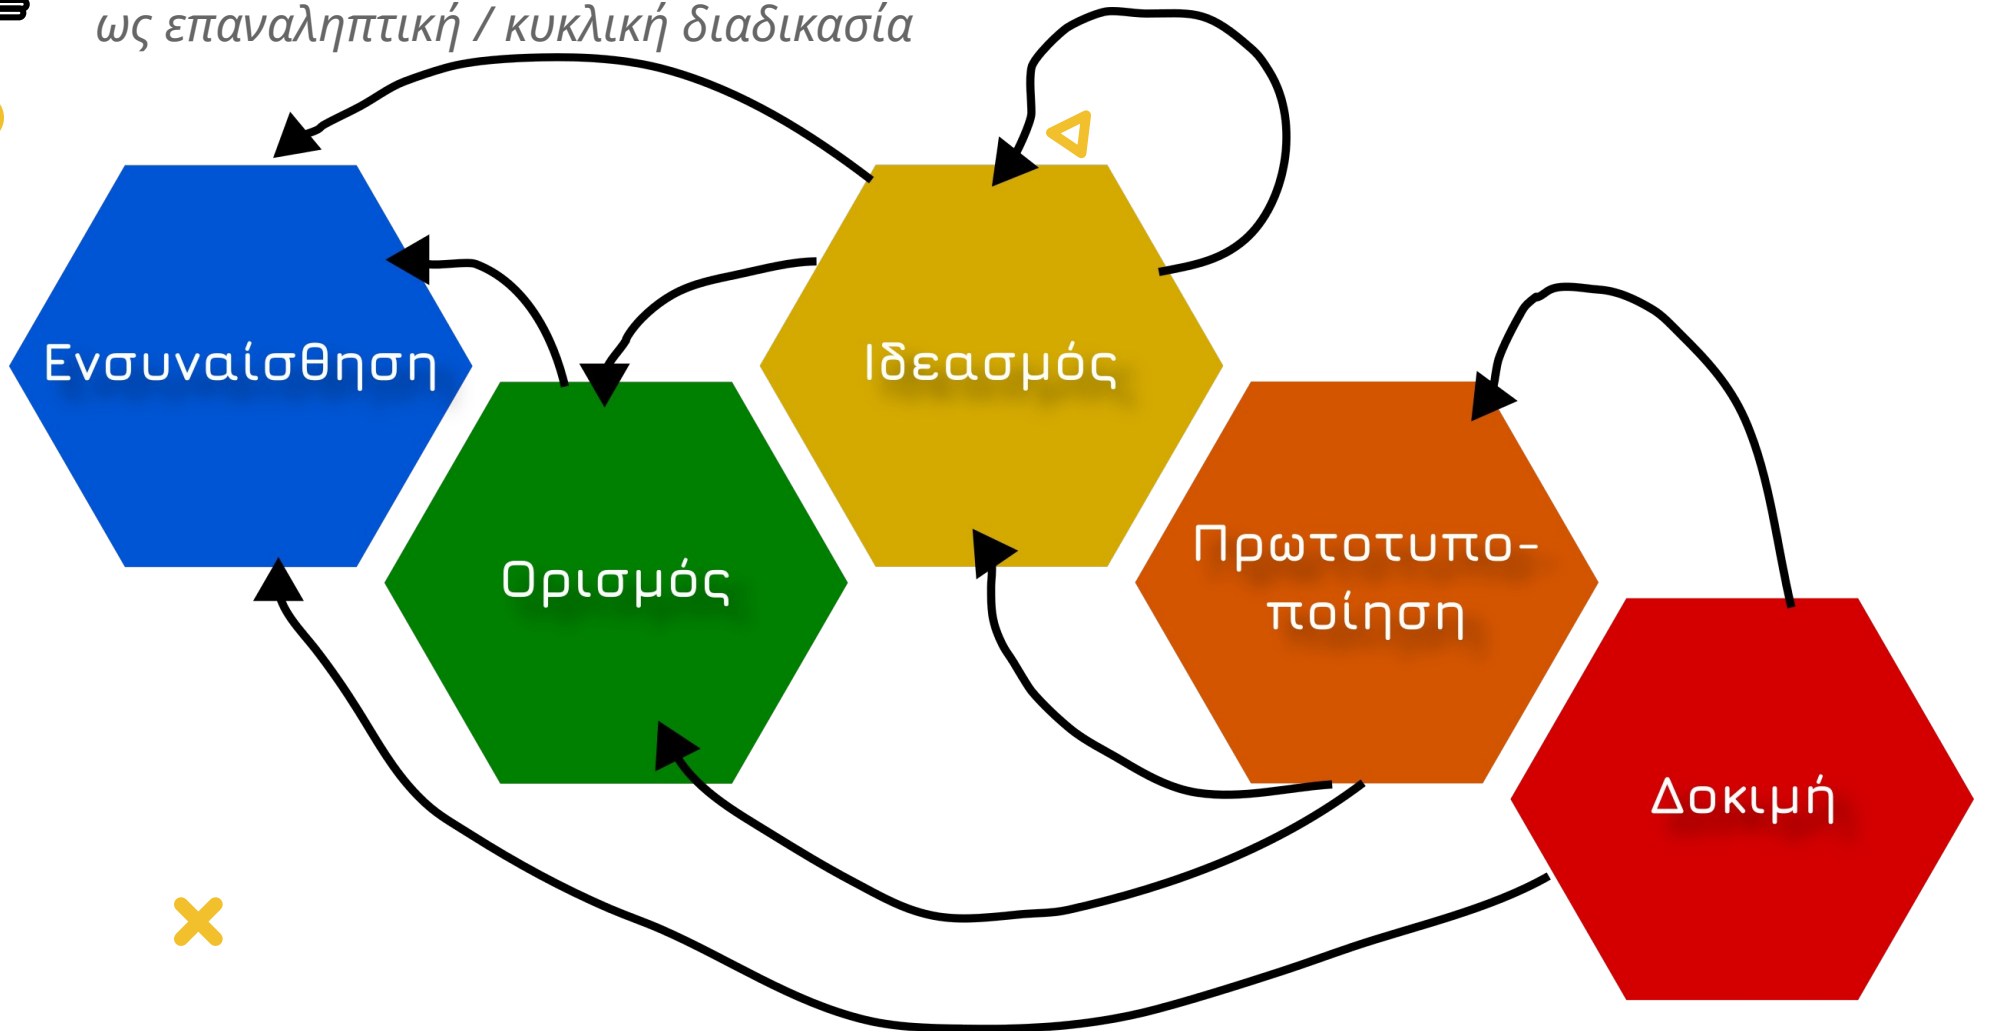 ως επαναληπτική / κυκλική διαδικασία
Ενσυναίσθηση
Ορισμός
Ιδεασμός
Πρωτοτυπο-
ποίηση
Δοκιμή